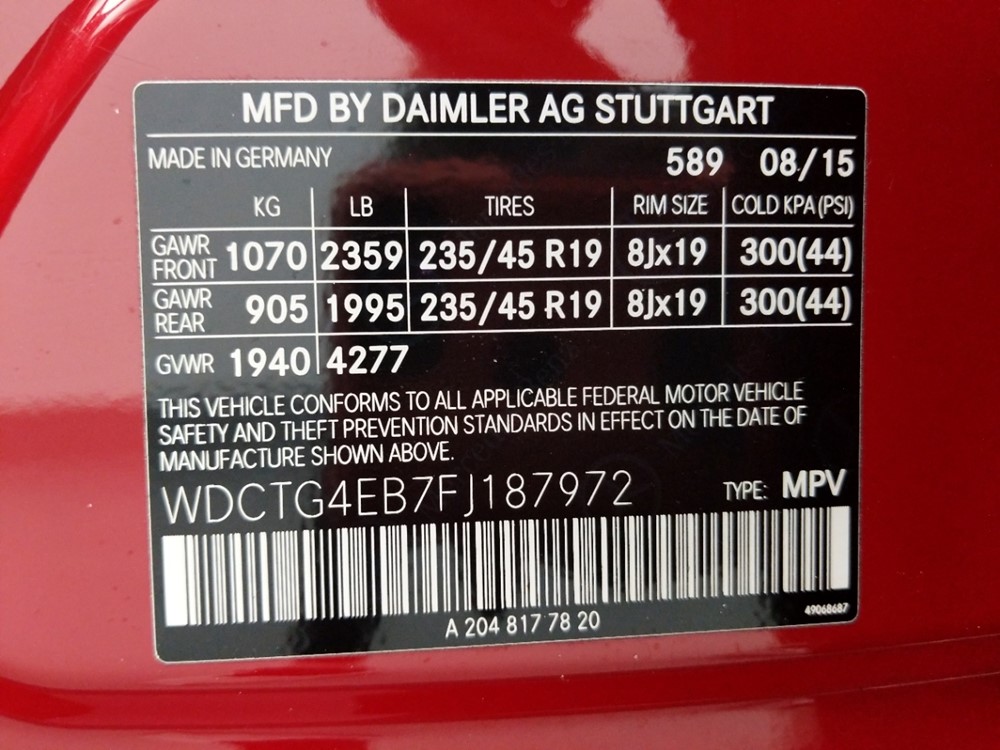 MFD BY DAIMLER AG STUTTGART
MADE IN GERMANY 589 08/15
KG LB TIRES RIM SIZE COLD KPA (PSI)
GAWR FRONT 1070 2359 235/45 R19 8Jx19 300(44)
GAWR REAR 905 1995 235/45 R19 8Jx19 300(44)
GVWR 1940 4277
THIS VEHICLE CONFORMS TO ALL APPLICABLE FEDERAL MOTOR VEHICLE
SAFETY AND THEFT PREVENTION STANDARDS IN EFFECT ON THE DATE OF
MANUFACTURE SHOWN ABOVE.
WDCTG4EB7FJ187972 TYPE: MPV
49068687
A 204 817 78 20